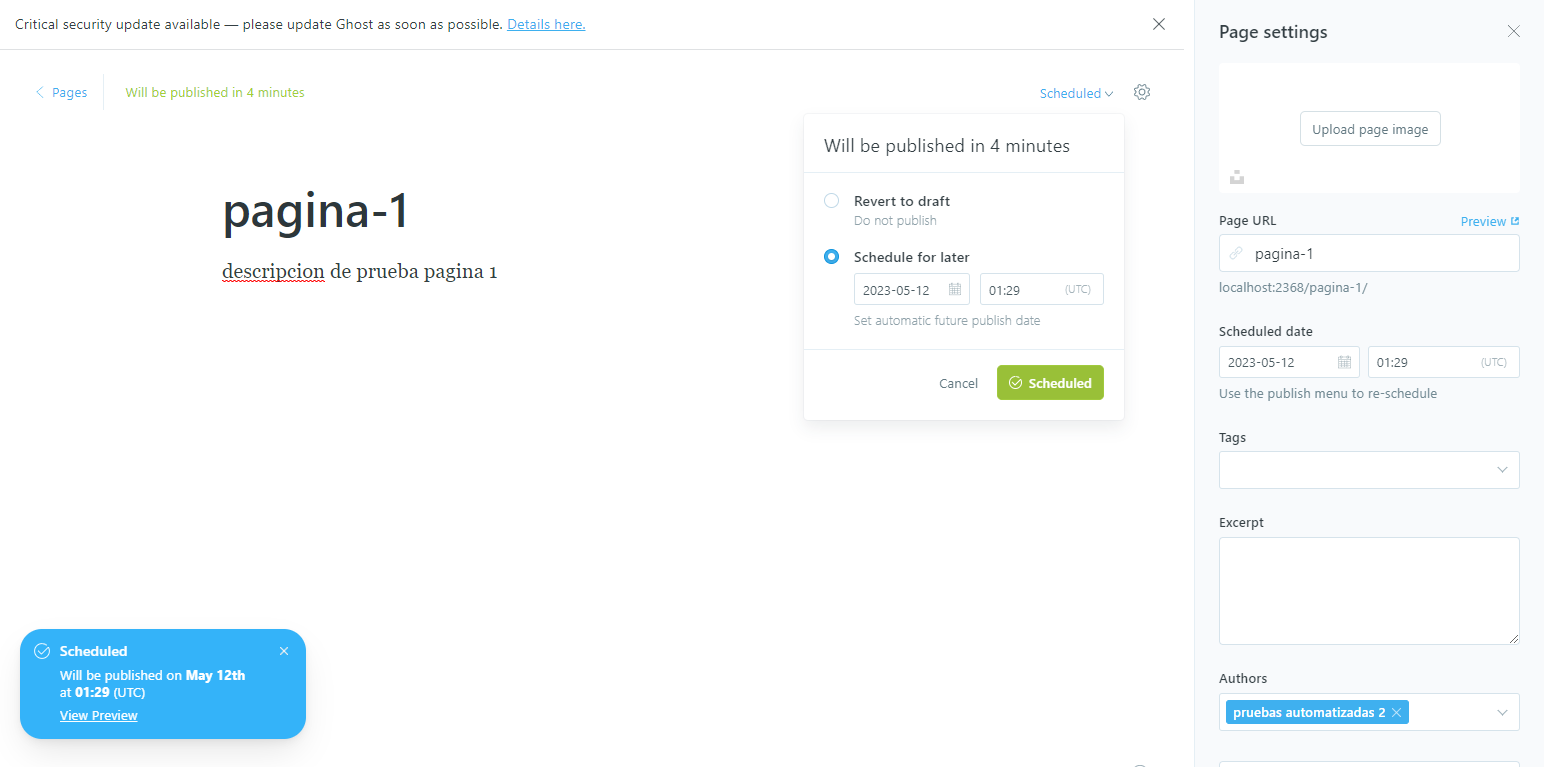 Critical security update available — please update Ghost as soon as possible. Details here.
Pages
Will be published in 4 minutes
Scheduled
pagina-1
descripcion de prueba pagina 1
Will be published in 4 minutes
Revert to draft
Do not publish
Schedule for later
2023-05-12
01:29 (UTC)
Set automatic future publish date
Cancel
Scheduled
Scheduled
Will be published on May 12th
at 01:29 (UTC)
View Preview
Page settings
Upload page image
Page URL
Preview
pagina-1
localhost:2368/pagina-1/
Scheduled date
2023-05-12
01:29 (UTC)
Use the publish menu to re-schedule
Tags
Excerpt
Authors
pruebas automatizadas 2